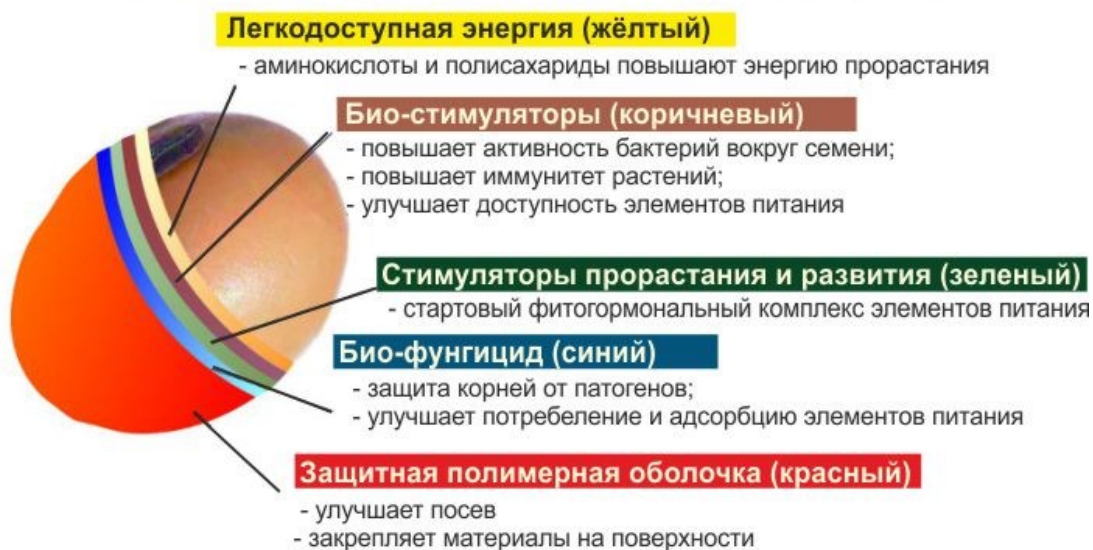 Легкодоступная энергия (жёлтый)
- аминокислоты и полисахариды повышают энергию прорастания
Био-стимуляторы (коричневый)
- повышает активность бактерий вокруг семени;
- повышает иммунитет растений;
- улучшает доступность элементов питания
Стимуляторы прорастания и развития (зеленый)
- стартовый фитогормональный комплекс элементов питания
Био-фунгицид (синий)
- защита корней от патогенов;
- улучшает потребеление и адсорбцию элементов питания
Защитная полимерная оболочка (красный)
- улучшает посев
- закрепляет материалы на поверхности